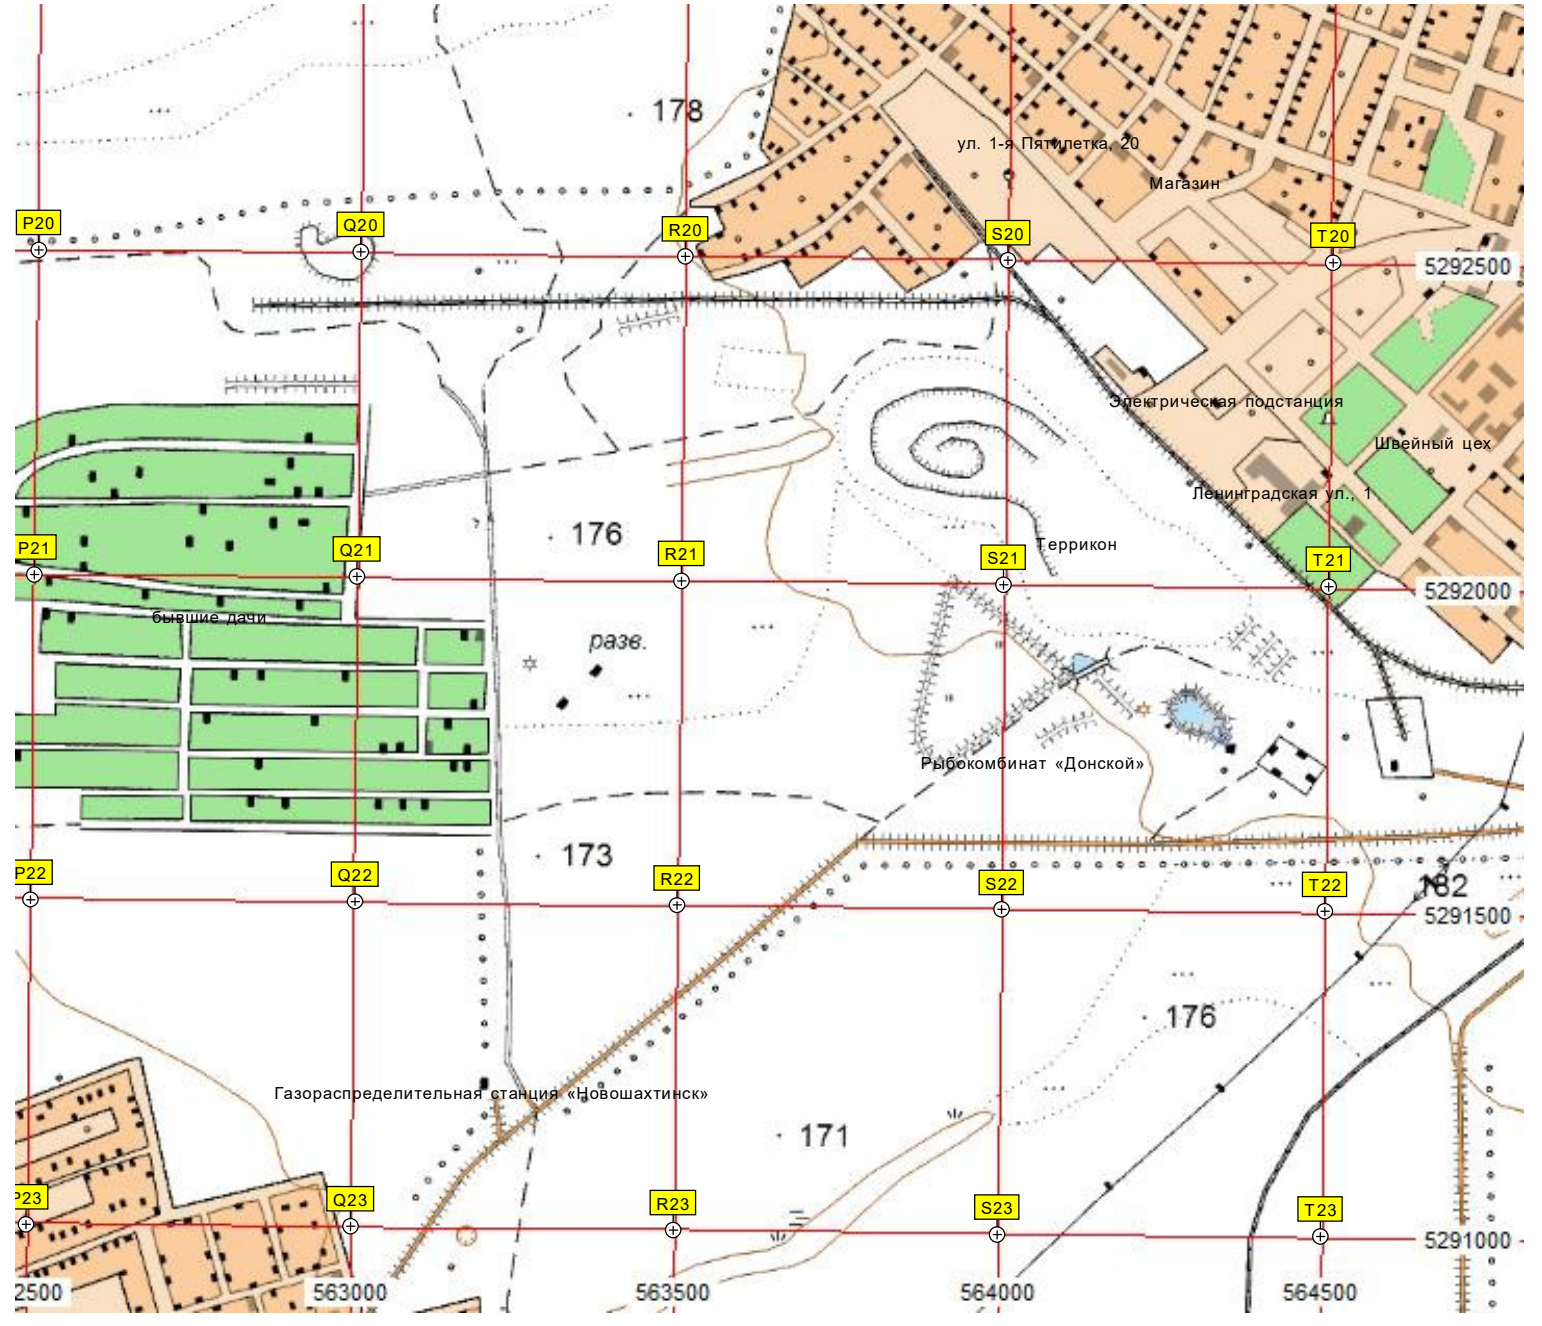 178
ул. 1-я Пятилетка, 20
Магазин
P20
Q20
R20
S20
T20
5292500
Электрическая подстанция
Швейный цех
Ленинградская ул., 1
176
Террикон
P21
Q21
R21
S21
T21
5292000
бывшие дачи
разв.
Рыбокомбинат «Донской»
173
P22
Q22
R22
S22
T22
182
5291500
176
Газораспределительная станция «Новошахтинск»
171
P23
Q23
R23
S23
T23
5291000
2500
563000
563500
564000
564500